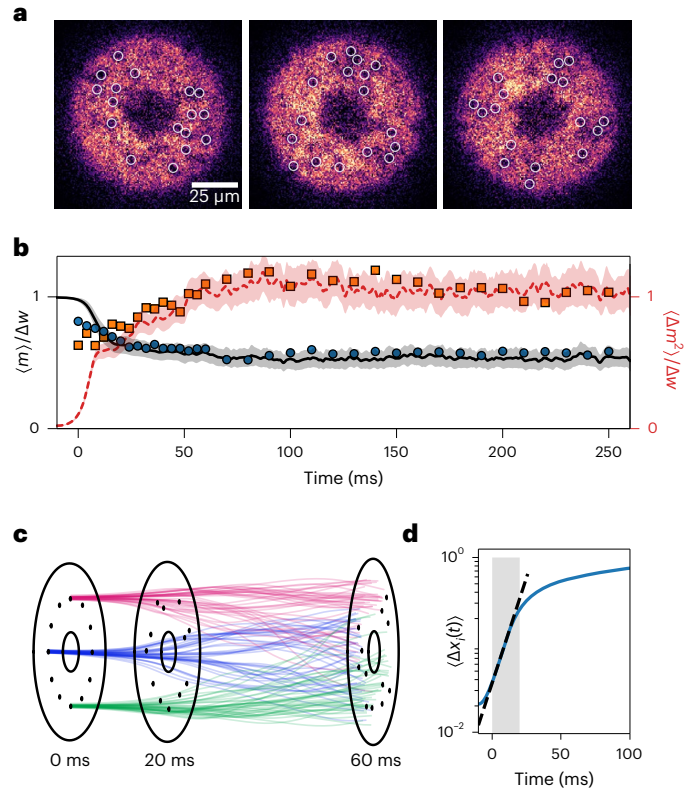 a
25 µm
b
⟨m⟩/Δw
⟨Δm²⟩/Δw
1
0
1
0
0 50 100 150 200 250
Time (ms)
c
0 ms 20 ms 60 ms
d
⟨Δxᵢ(t)⟩
10⁰
10⁻²
0 50 100
Time (ms)